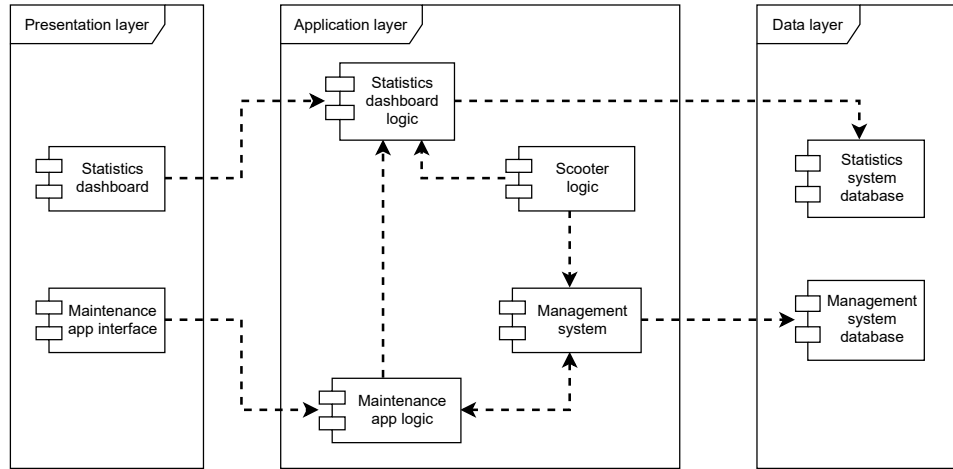 Presentation layer
Application layer
Data layer
Statistics
dashboard
logic
Statistics
dashboard
Scooter
logic
Statistics
system
database
Maintenance
app interface
Management
system
Management
system
database
Maintenance
app logic